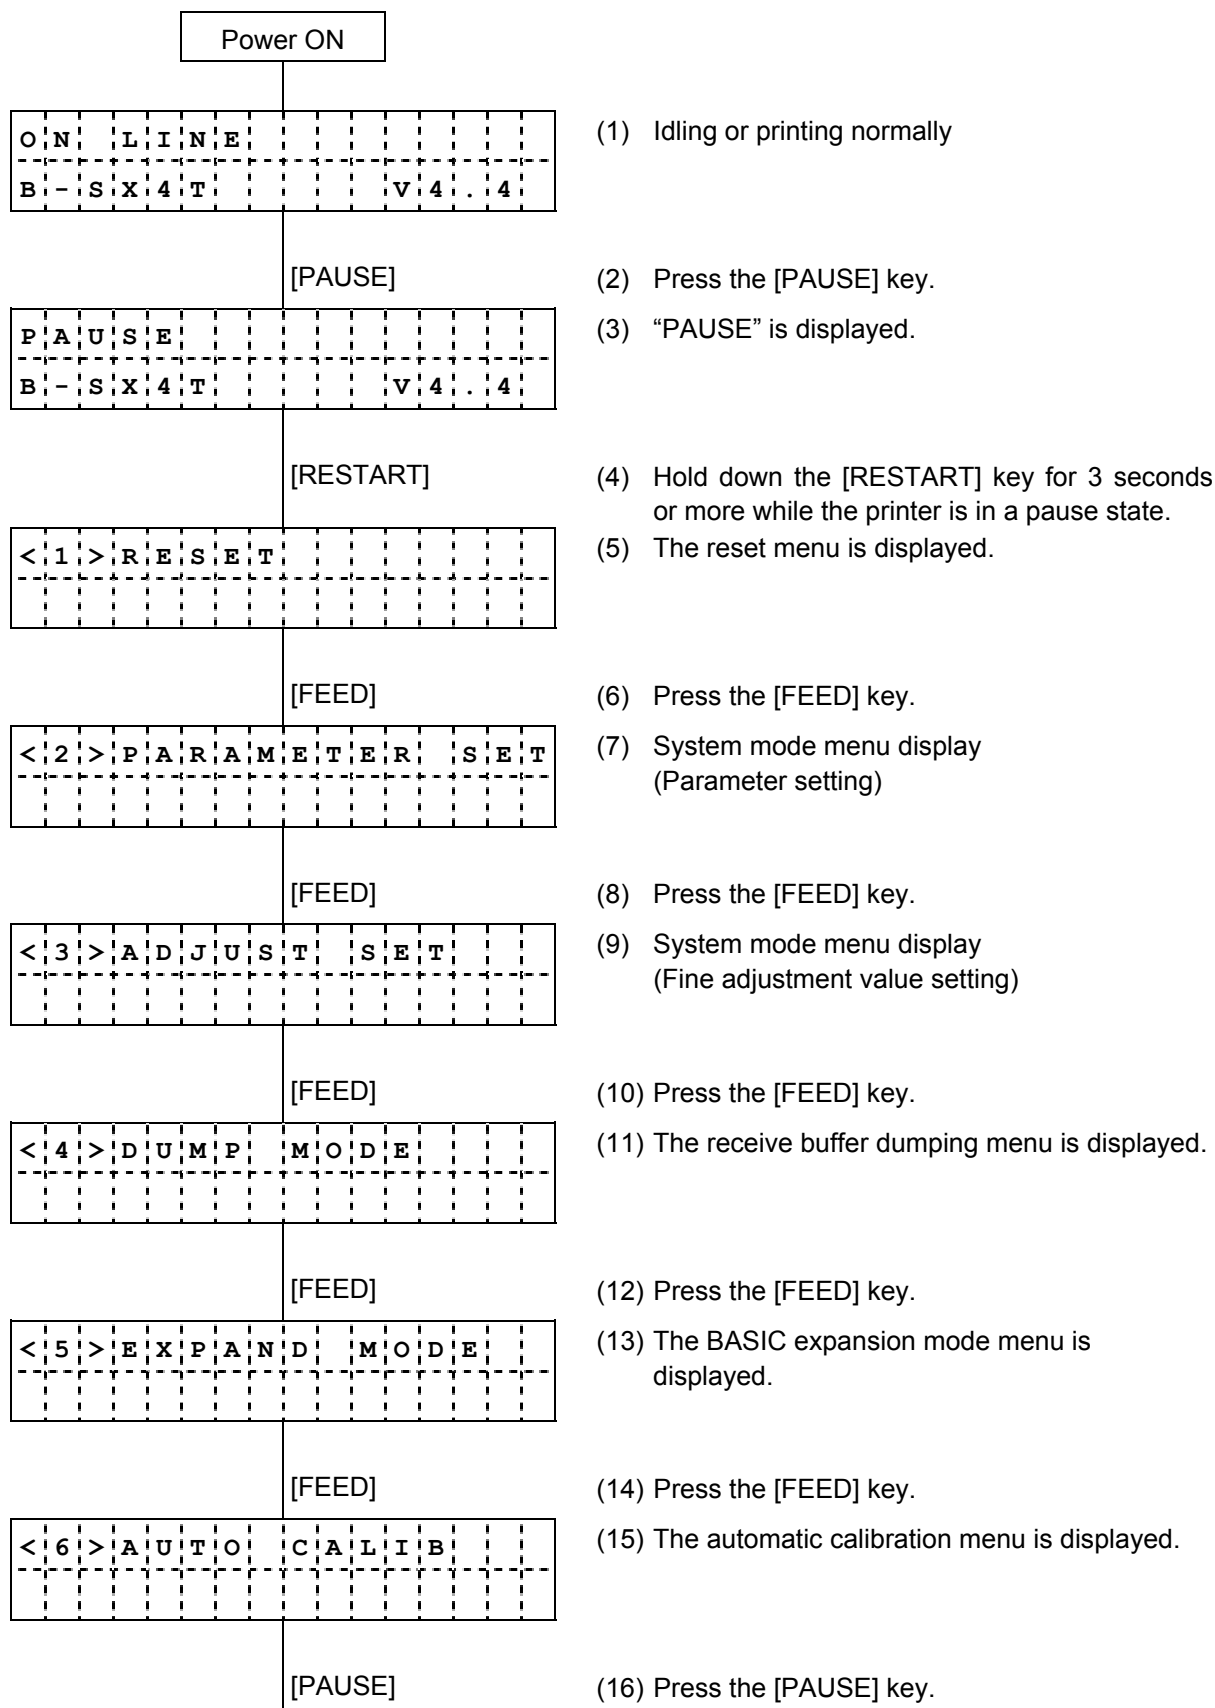 Power ON
ON LINE
B-SX4T V4.4
(1) Idling or printing normally
[PAUSE]
(2) Press the [PAUSE] key.
PAUSE
B-SX4T V4.4
(3) “PAUSE” is displayed.
[RESTART]
(4) Hold down the [RESTART] key for 3 seconds
or more while the printer is in a pause state.
<1>RESET
(5) The reset menu is displayed.
[FEED]
(6) Press the [FEED] key.
<2>PARAMETER SET
(7) System mode menu display
(Parameter setting)
[FEED]
(8) Press the [FEED] key.
<3>ADJUST SET
(9) System mode menu display
(Fine adjustment value setting)
[FEED]
(10) Press the [FEED] key.
<4>DUMP MODE
(11) The receive buffer dumping menu is displayed.
[FEED]
(12) Press the [FEED] key.
<5>EXPAND MODE
(13) The BASIC expansion mode menu is
displayed.
[FEED]
(14) Press the [FEED] key.
<6>AUTO CALIB
(15) The automatic calibration menu is displayed.
[PAUSE]
(16) Press the [PAUSE] key.